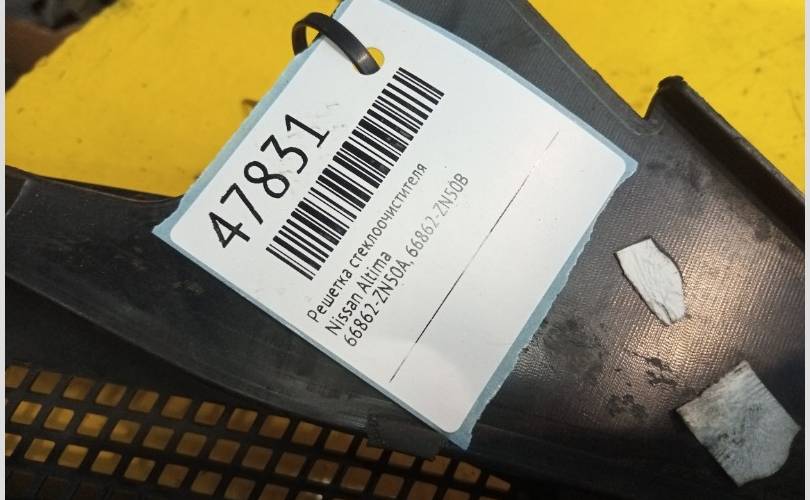 47831
Решетка стеклоочистителя
Nissan Altima
66862-ZN50A, 66862-ZN50B